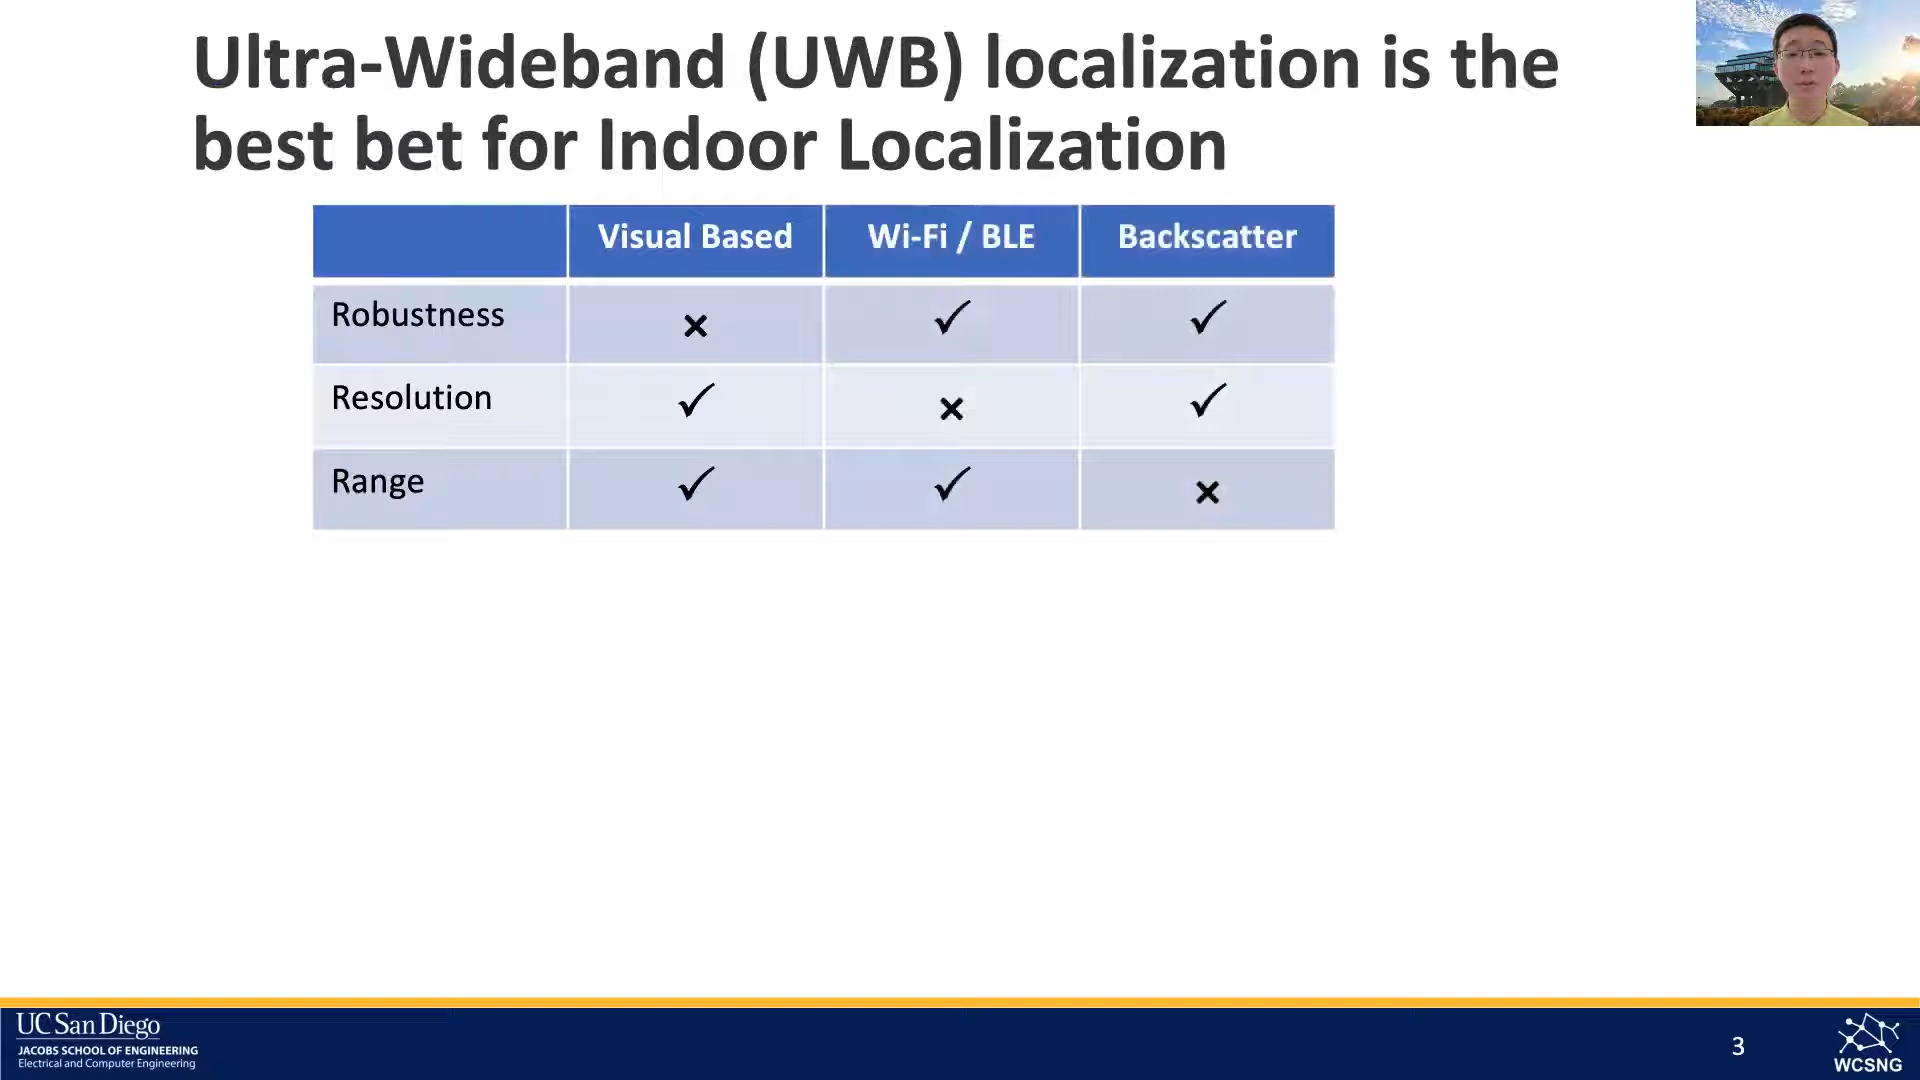 Ultra-Wideband (UWB) localization is the
best bet for Indoor Localization
Visual Based Wi-Fi / BLE Backscatter
Robustness × ✓ ✓
Resolution ✓ × ✓
Range ✓ ✓ ×
UC San Diego
JACOBS SCHOOL OF ENGINEERING
Electrical and Computer Engineering
3
WCSNG